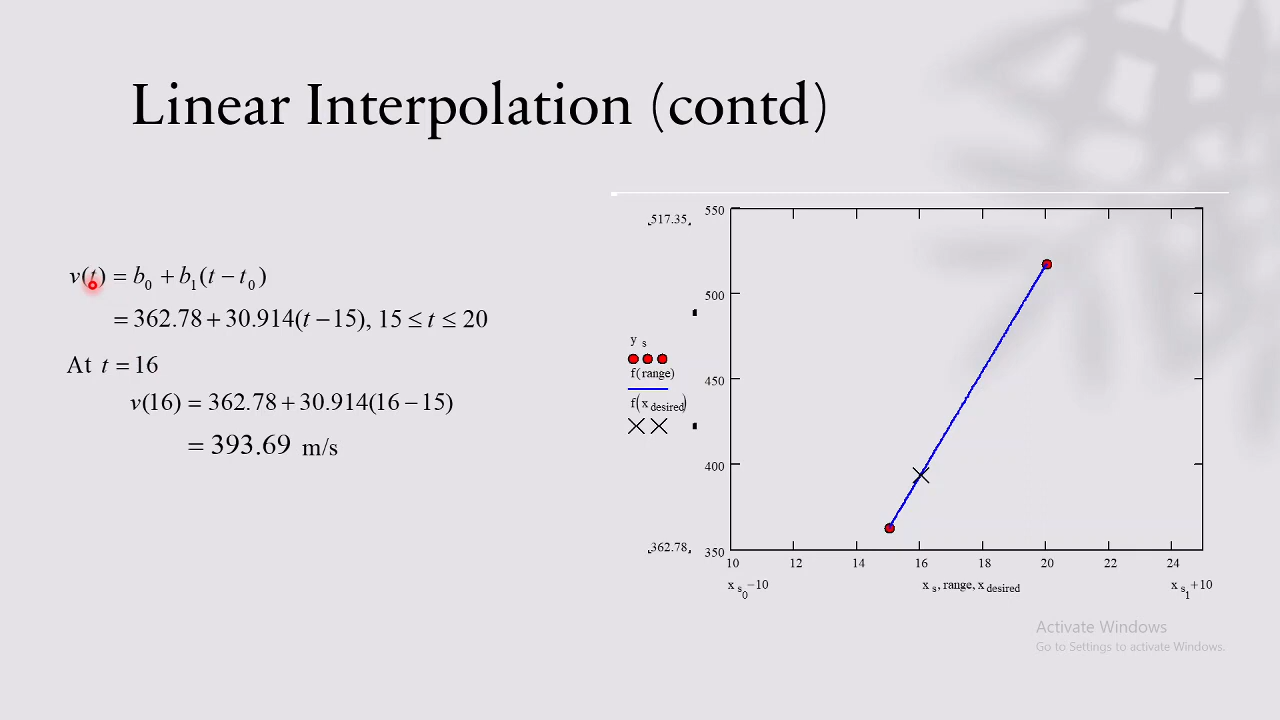 Linear Interpolation (contd)
v(t) = b₀ + b₁(t − t₀)
= 362.78 + 30.914(t − 15), 15 ≤ t ≤ 20
At t = 16
v(16) = 362.78 + 30.914(16 − 15)
= 393.69 m/s
517.35
y s
f(range)
f(x desired)
362.78
550
500
450
400
350
10 12 14 16 18 20 22 24
x s₀ −10
x s, range, x desired
x s₁ +10
Activate Windows
Go to Settings to activate Windows.